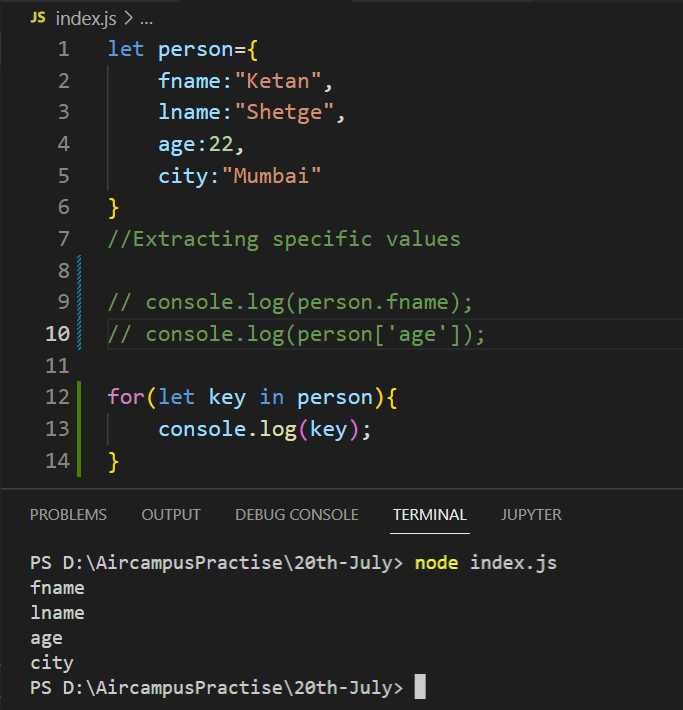 JS index.js > ...
1 let person={
2 fname:"Ketan",
3 lname:"Shetge",
4 age:22,
5 city:"Mumbai"
6 }
7 //Extracting specific values
8
9 // console.log(person.fname);
10 // console.log(person['age']);
11
12 for(let key in person){
13 console.log(key);
14 }
PROBLEMS OUTPUT DEBUG CONSOLE TERMINAL JUPYTER
PS D:\AircampusPractise\20th-July> node index.js
fname
lname
age
city
PS D:\AircampusPractise\20th-July>